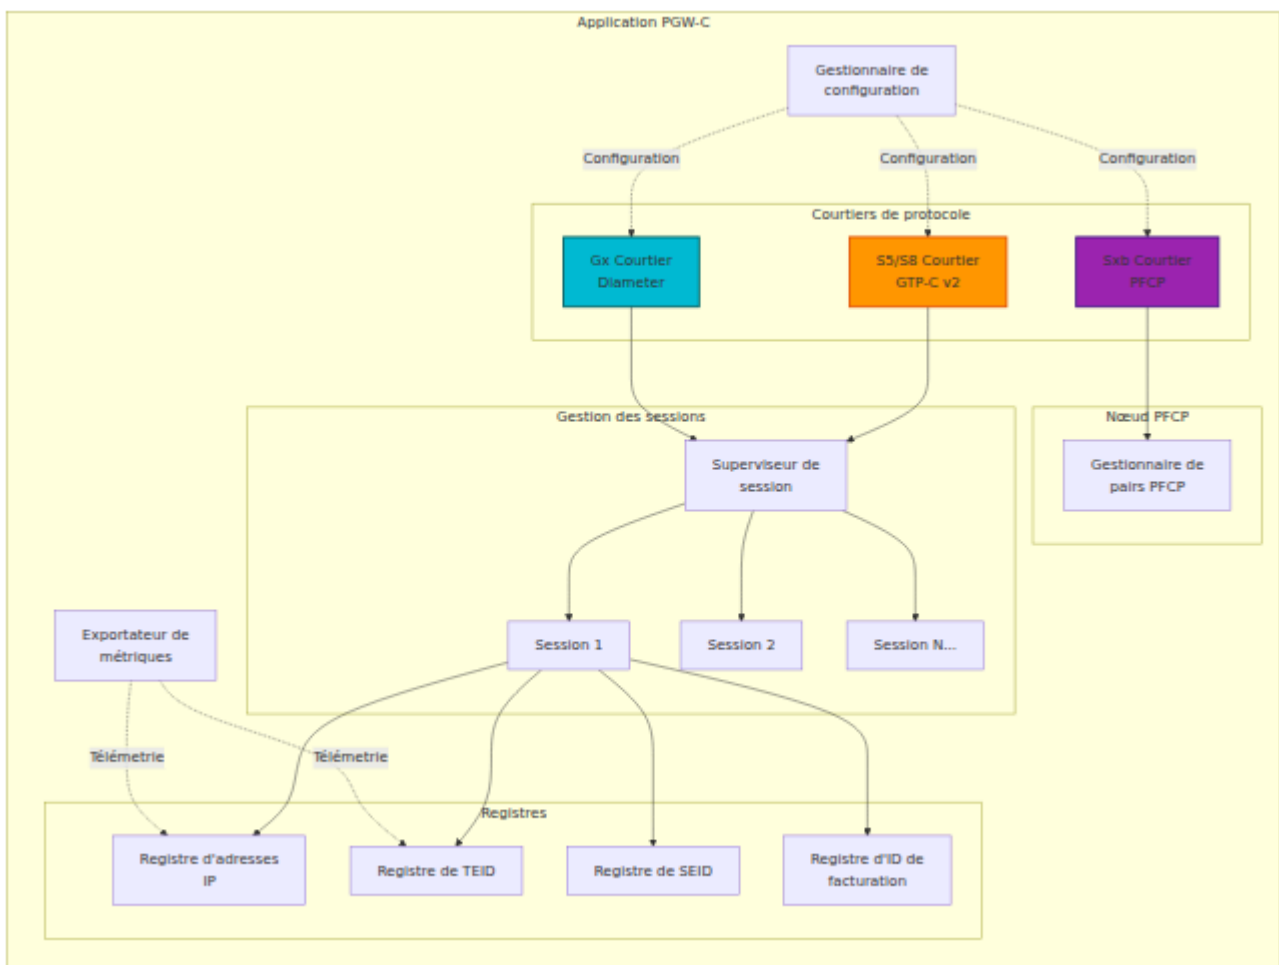 Application PGW-C
Gestionnaire de
configuration
Configuration
Configuration
Configuration
Courtiers de protocole
Gx Courtier
Diameter
S5/S8 Courtier
GTP-C v2
Sxb Courtier
PFCP
Gestion des sessions
Nœud PFCP
Superviseur de
session
Gestionnaire de
pairs PFCP
Exportateur de
métriques
Session 1
Session 2
Session N...
Télémetrie
Télémetrie
Registres
Registre d'adresses
IP
Registre de TEID
Registre de SEID
Registre d'ID de
facturation